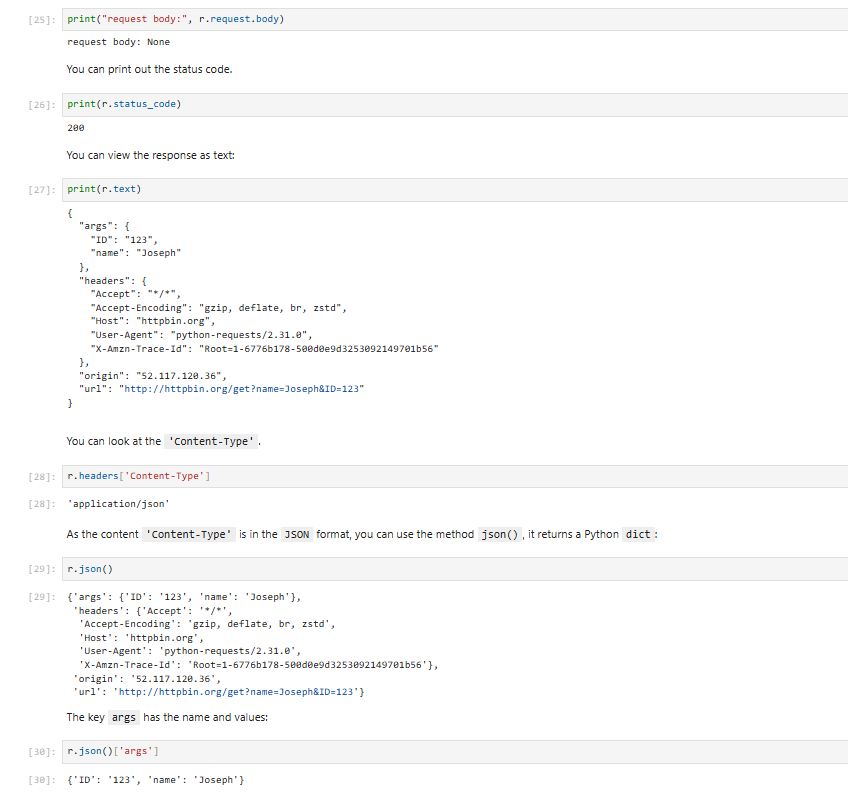 [25]: print("request body:", r.request.body)
request body: None
You can print out the status code.
[26]: print(r.status_code)
200
You can view the response as text:
[27]: print(r.text)
{
  "args": {
    "ID": "123",
    "name": "Joseph"
  },
  "headers": {
    "Accept": "*/*",
    "Accept-Encoding": "gzip, deflate, br, zstd",
    "Host": "httpbin.org",
    "User-Agent": "python-requests/2.31.0",
    "X-Amzn-Trace-Id": "Root=1-6776b178-500d0e9d3253092149701b56"
  },
  "origin": "52.117.120.36",
  "url": "http://httpbin.org/get?name=Joseph&ID=123"
}
You can look at the 'Content-Type'.
[28]: r.headers['Content-Type']
[28]: 'application/json'
As the content 'Content-Type' is in the JSON format, you can use the method json(), it returns a Python dict:
[29]: r.json()
[29]: {'args': {'ID': '123', 'name': 'Joseph'},
 'headers': {'Accept': '*/*',
  'Accept-Encoding': 'gzip, deflate, br, zstd',
  'Host': 'httpbin.org',
  'User-Agent': 'python-requests/2.31.0',
  'X-Amzn-Trace-Id': 'Root=1-6776b178-500d0e9d3253092149701b56'},
 'origin': '52.117.120.36',
 'url': 'http://httpbin.org/get?name=Joseph&ID=123'}
The key args has the name and values:
[30]: r.json()['args']
[30]: {'ID': '123', 'name': 'Joseph'}